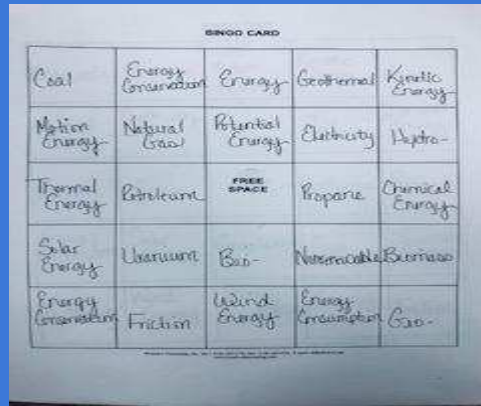 BINGO CARD
Coal
Energy
Conservation
Energy
Geothermal
Kinetic
Energy
Motion
Energy
Natural
Gas
Potential
Energy
Electricity
Hydro-
Thermal
Energy
Petroleum
FREE
SPACE
Propane
Chemical
Energy
Solar
Energy
Uranium
Bio-
Nonrenewable
Biomass
Energy
Conservation
Friction
Wind
Energy
Energy
Consumption
Geo-